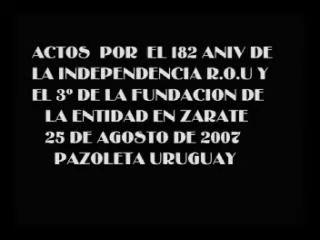 ACTOS POR EL 182 ANIV DE
LA INDEPENDENCIA R.O.U Y
EL 3º DE LA FUNDACION DE
LA ENTIDAD EN ZARATE
25 DE AGOSTO DE 2007
PAZOLETA URUGUAY